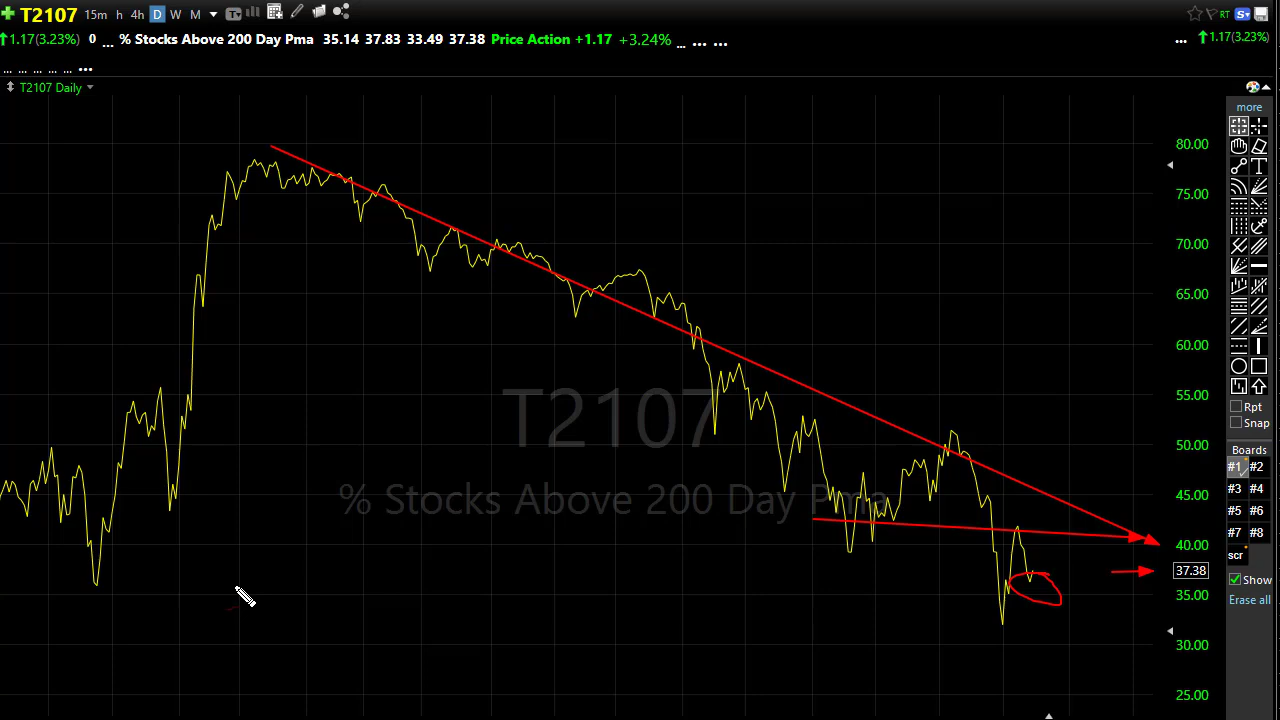 T2107 15m h 4h D W M T RT S
↑1.17(3.23%) 0 ... % Stocks Above 200 Day Pma 35.14 37.83 33.49 37.38 Price Action +1.17 +3.24% ... ... ... ... ↑1.17(3.23%)
... ... ... ... ... ...
T2107 Daily
more
80.00
75.00
70.00
65.00
60.00
55.00
50.00
45.00
40.00
37.38
35.00
30.00
25.00
T2107
% Stocks Above 200 Day Pma
T
Rpt
Snap
Boards
#1 #2
#3 #4
#5 #6
#7 #8
scr
Show
Erase all